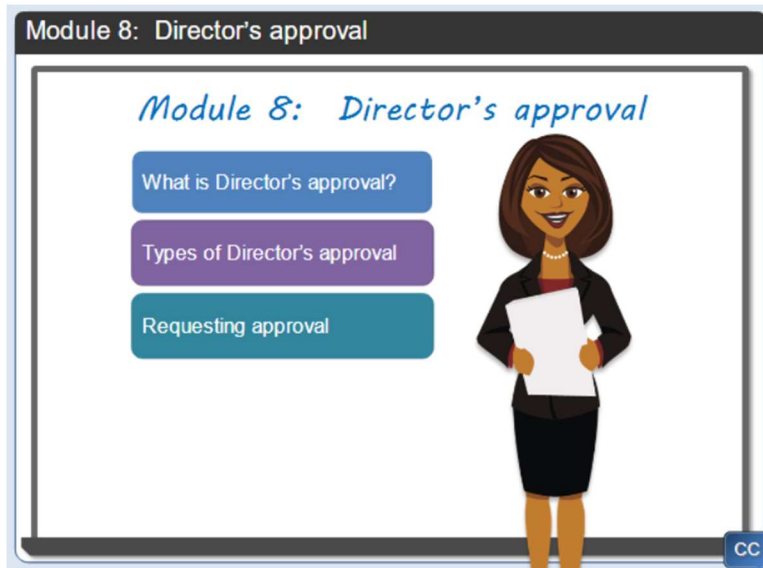 Module 8:  Director's approval
Module 8:  Director's approval
What is Director's approval?
Types of Director's approval
Requesting approval
CC